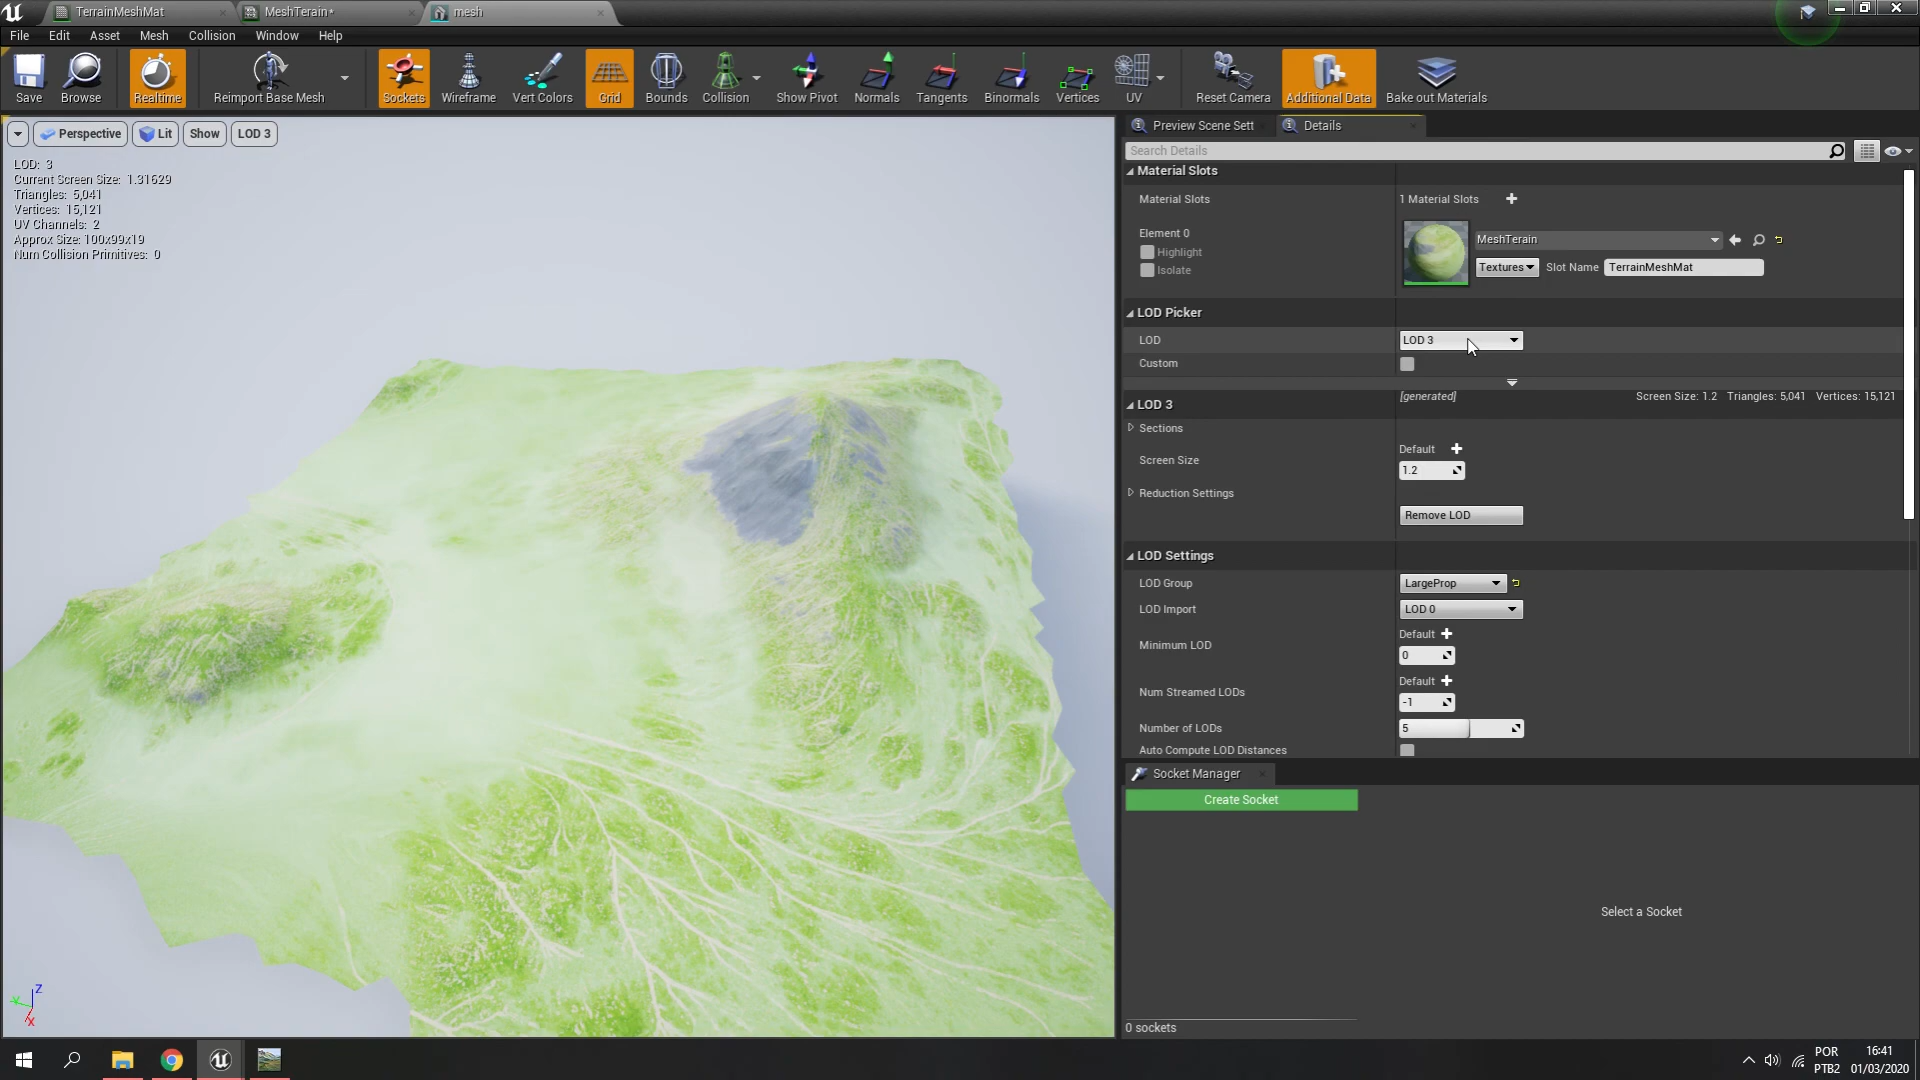 TerrainMeshMat
MeshTerain*
mesh
File Edit Asset Mesh Collision Window Help
Save
Browse
Realtime
Reimport Base Mesh
Sockets
Wireframe
Vert Colors
Grid
Bounds
Collision
Show Pivot
Normals
Tangents
Binormals
Vertices
UV
Reset Camera
Additional Data
Bake out Materials
Perspective
Lit
Show
LOD 3
LOD: 3
Current Screen Size: 1.31629
Triangles: 5,041
Vertices: 15,121
UV Channels: 2
Approx Size: 100x99x19
Num Collision Primitives: 0
Z
Y
X
Preview Scene Sett
Details
Search Details
Material Slots
Material Slots
1 Material Slots
Element 0
Highlight
Isolate
MeshTerain
Textures
Slot Name
TerrainMeshMat
LOD Picker
LOD
LOD 3
Custom
LOD 3
[generated]
Screen Size: 1.2 Triangles: 5,041 Vertices: 15,121
Sections
Screen Size
Default
1.2
Reduction Settings
Remove LOD
LOD Settings
LOD Group
LargeProp
LOD Import
LOD 0
Minimum LOD
Default
0
Num Streamed LODs
Default
-1
Number of LODs
5
Auto Compute LOD Distances
Socket Manager
Create Socket
Select a Socket
0 sockets
POR
PTB2
16:41
01/03/2020